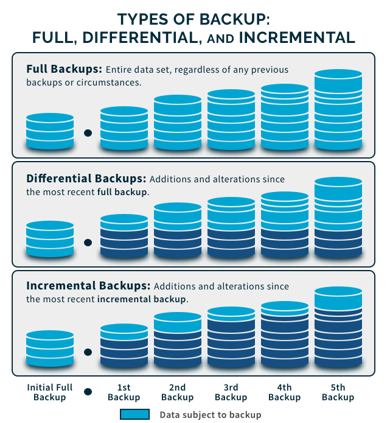 TYPES OF BACKUP:
FULL, DIFFERENTIAL, AND INCREMENTAL
Full Backups: Entire data set, regardless of any previous
backups or circumstances.
Differential Backups: Additions and alterations since
the most recent full backup.
Incremental Backups: Additions and alterations since
the most recent incremental backup.
Initial Full
Backup
1st
Backup
2nd
Backup
3rd
Backup
4th
Backup
5th
Backup
Data subject to backup